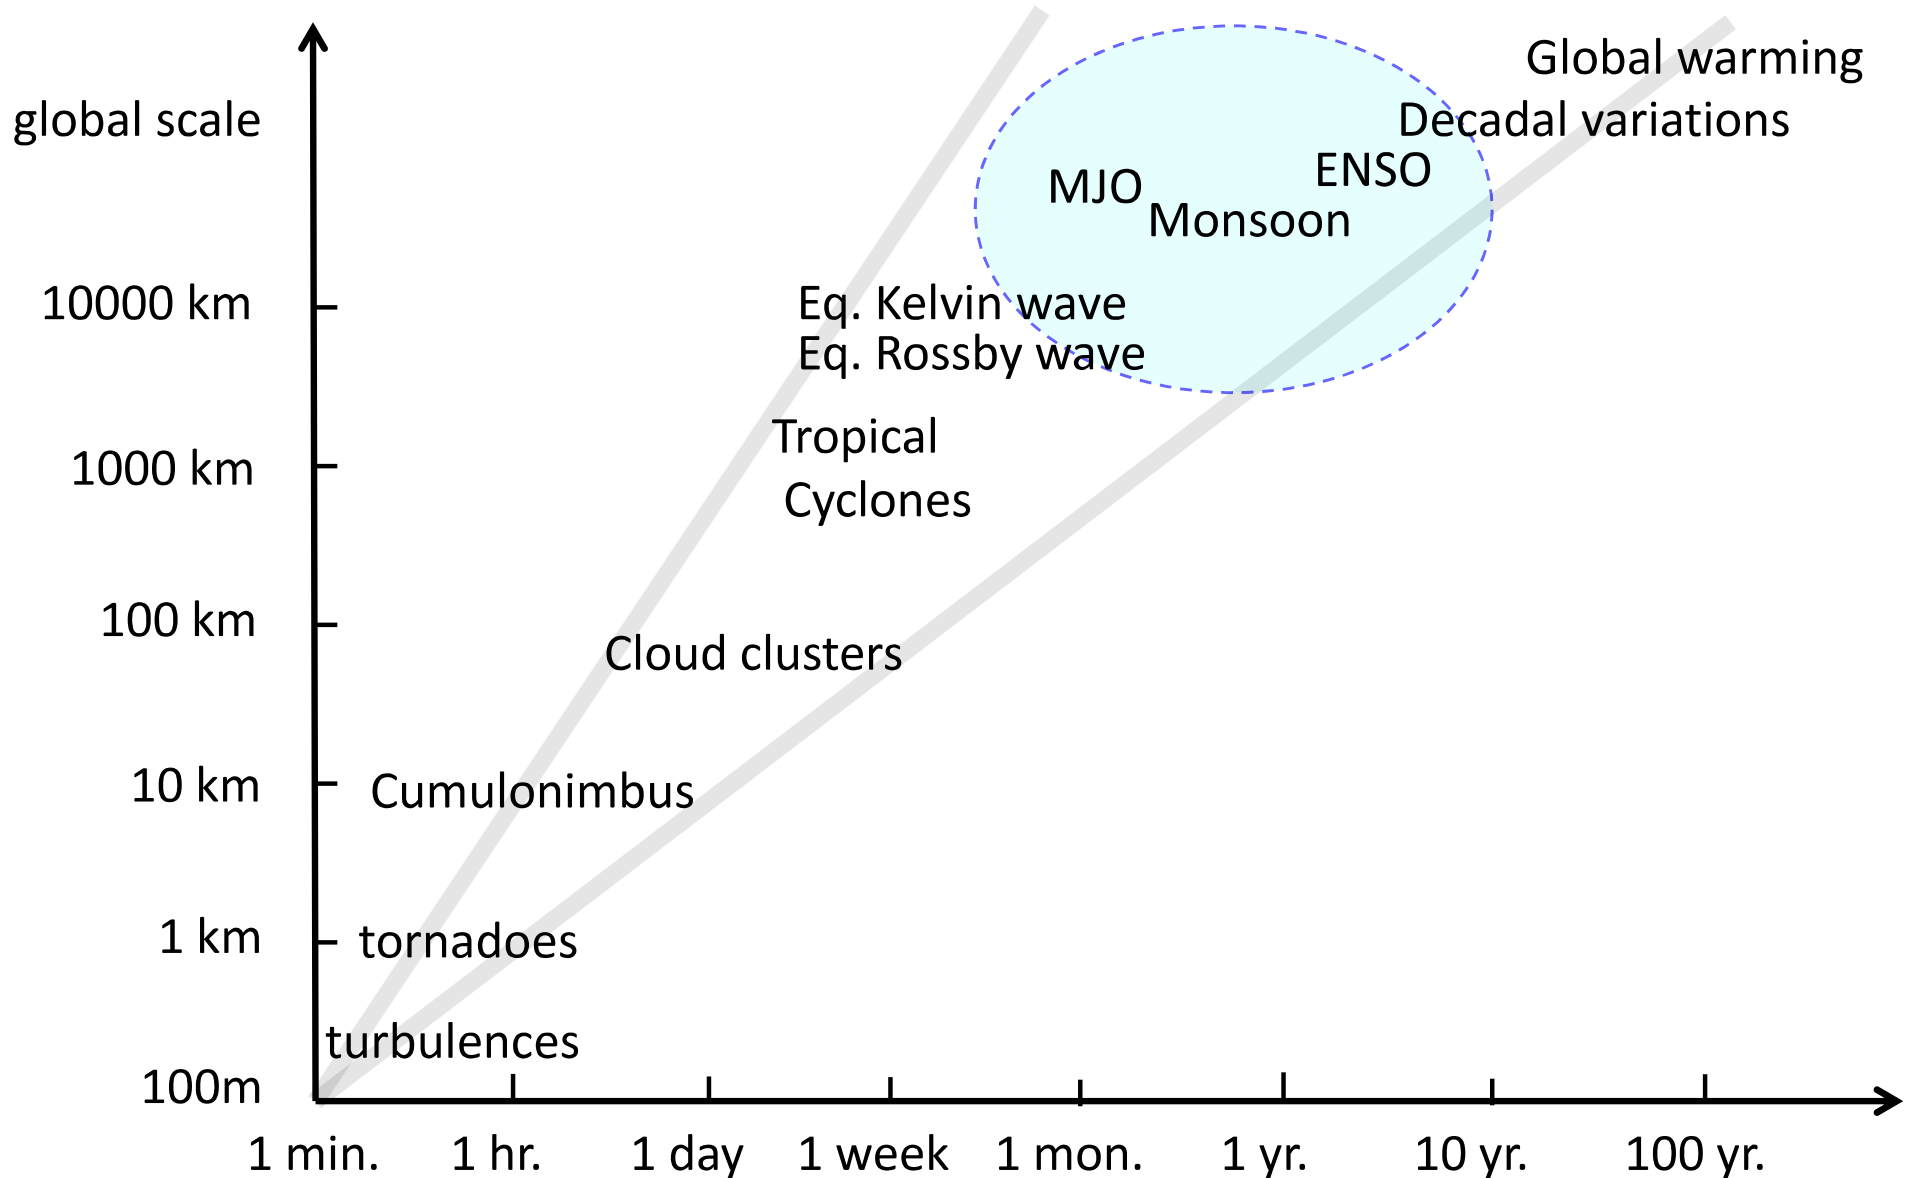 Global warming
global scale
Decadal variations
ENSO
MJO
Monsoon
10000 km
Eq. Kelvin wave
Eq. Rossby wave
Tropical
1000 km
Cyclones
100 km
Cloud clusters
10 km
Cumulonimbus
1 km
tornadoes
turbulences
100m
1 min.
1 hr.
1 day
1 week
1 mon.
1 yr.
10 yr.
100 yr.